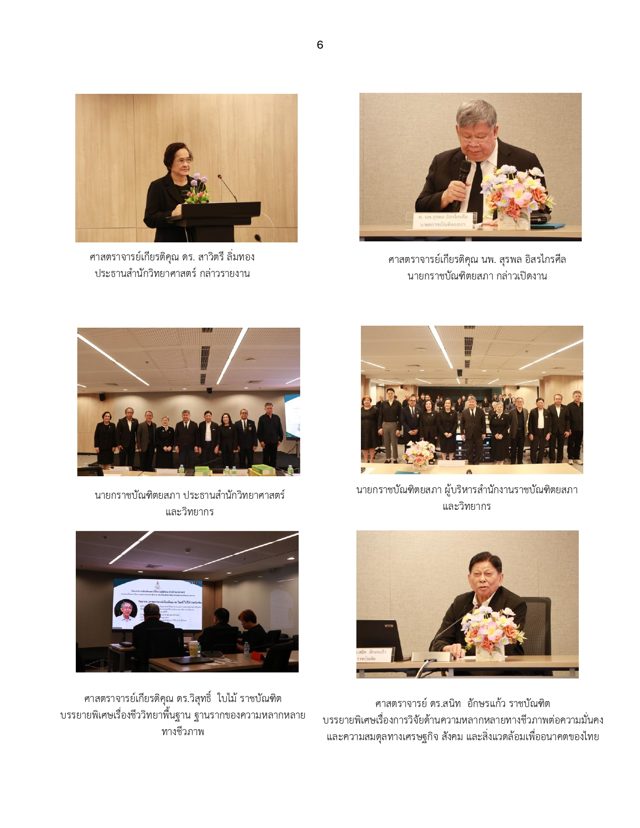 6
ศาสตราจารย์เกียรติคุณ ดร. สาวิตรี ลิ่มทอง
ประธานสำนักวิทยาศาสตร์ กล่าวรายงาน
ศาสตราจารย์เกียรติคุณ นพ. สุรพล อิสรไกรศีล
นายกราชบัณฑิตยสภา กล่าวเปิดงาน
นายกราชบัณฑิตยสภา ประธานสำนักวิทยาศาสตร์
และวิทยากร
นายกราชบัณฑิตยสภา ผู้บริหารสำนักงานราชบัณฑิตยสภา
และวิทยากร
ศาสตราจารย์เกียรติคุณ ดร.วิสุทธิ์ ใบไม้ ราชบัณฑิต
บรรยายพิเศษเรื่องชีววิทยาพื้นฐาน ฐานรากของความหลากหลาย
ทางชีวภาพ
ศาสตราจารย์ ดร.สนิท อักษรแก้ว ราชบัณฑิต
บรรยายพิเศษเรื่องการวิจัยด้านความหลากหลายทางชีวภาพต่อความมั่นคง
และความสมดุลทางเศรษฐกิจ สังคม และสิ่งแวดล้อมเพื่ออนาคตของไทย